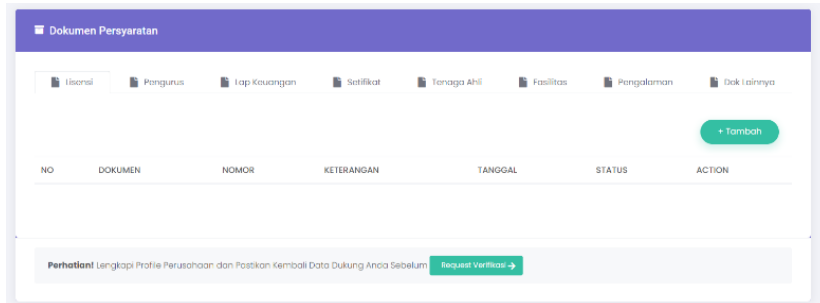 Dokumen Persyaratan
Lisensi Pengurus Lap Keuangan Setifikat Tenaga Ahli Fasilitas Pengalaman Dok Lainnya
+ Tambah
NO DOKUMEN NOMOR KETERANGAN TANGGAL STATUS ACTION
Perhatian! Lengkapi Profile Perusahaan dan Pastikan Kembali Data Dukung Anda Sebelum Request Verifikasi →